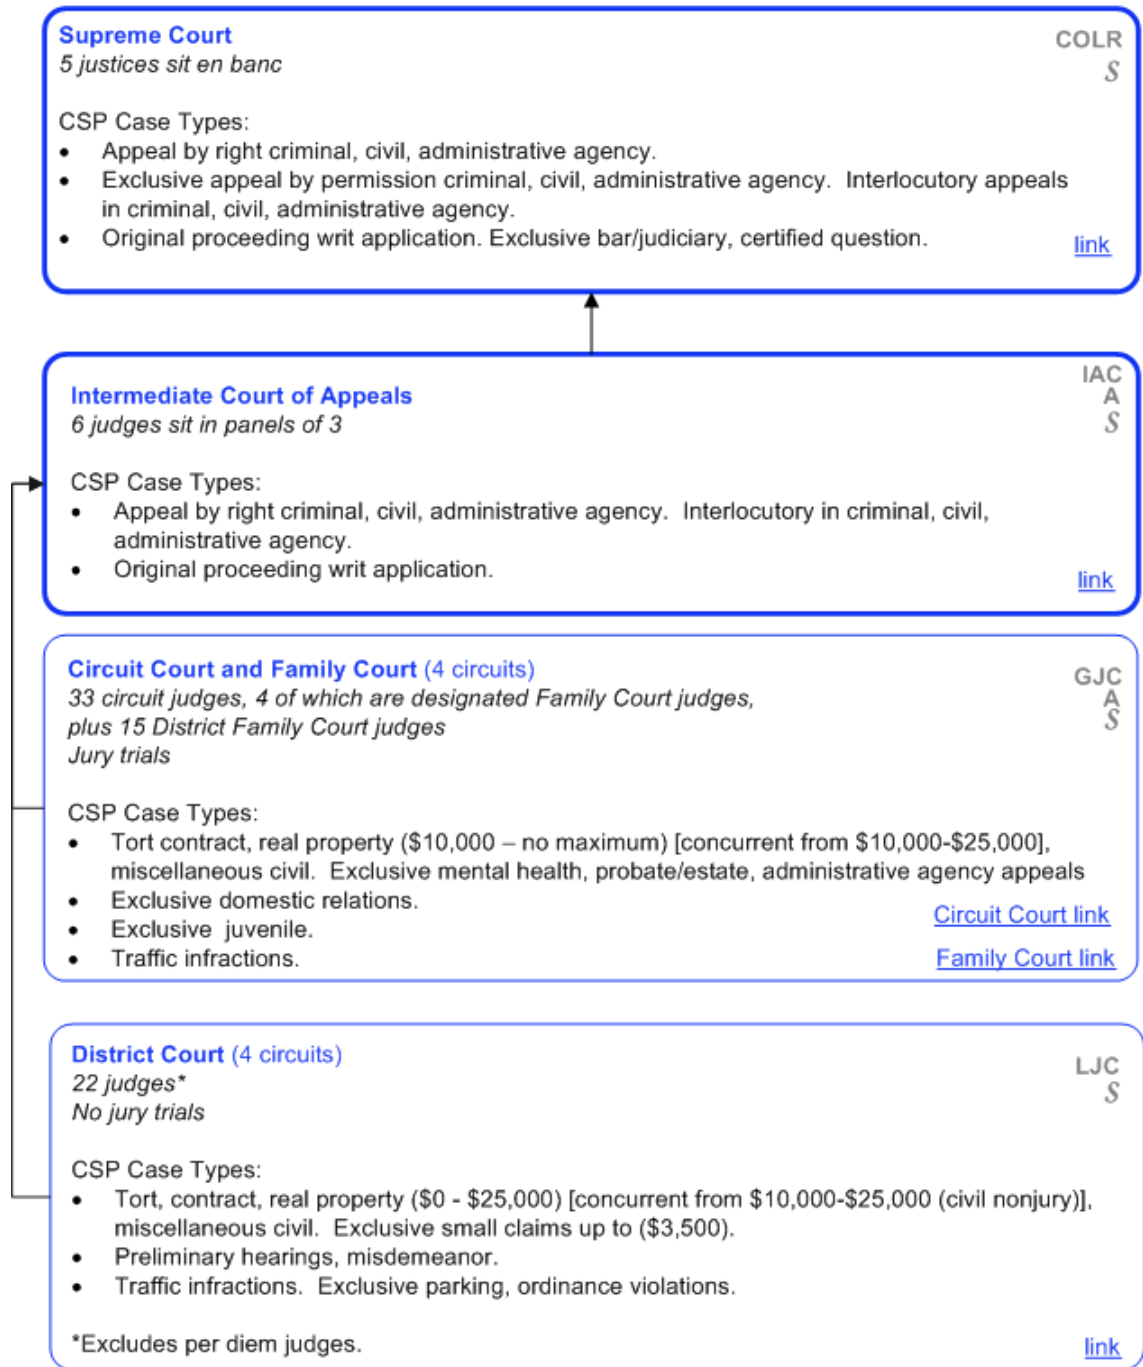 Supreme Court
COLR
5 justices sit en banc
S
CSP Case Types:
• Appeal by right criminal, civil, administrative agency.
• Exclusive appeal by permission criminal, civil, administrative agency.  Interlocutory appeals
in criminal, civil, administrative agency.
• Original proceeding writ application. Exclusive bar/judiciary, certified question.
link
IAC
A
S
Intermediate Court of Appeals
6 judges sit in panels of 3
CSP Case Types:
• Appeal by right criminal, civil, administrative agency.  Interlocutory in criminal, civil,
administrative agency.
• Original proceeding writ application.
link
Circuit Court and Family Court (4 circuits)
GJC
A
S
33 circuit judges, 4 of which are designated Family Court judges,
plus 15 District Family Court judges
Jury trials
CSP Case Types:
• Tort contract, real property ($10,000 – no maximum) [concurrent from $10,000-$25,000],
miscellaneous civil.  Exclusive mental health, probate/estate, administrative agency appeals
• Exclusive domestic relations.
• Exclusive  juvenile.
• Traffic infractions.
Circuit Court link
Family Court link
District Court (4 circuits)
LJC
S
22 judges*
No jury trials
CSP Case Types:
• Tort, contract, real property ($0 - $25,000) [concurrent from $10,000-$25,000 (civil nonjury)],
miscellaneous civil.  Exclusive small claims up to ($3,500).
• Preliminary hearings, misdemeanor.
• Traffic infractions.  Exclusive parking, ordinance violations.
*Excludes per diem judges.
link